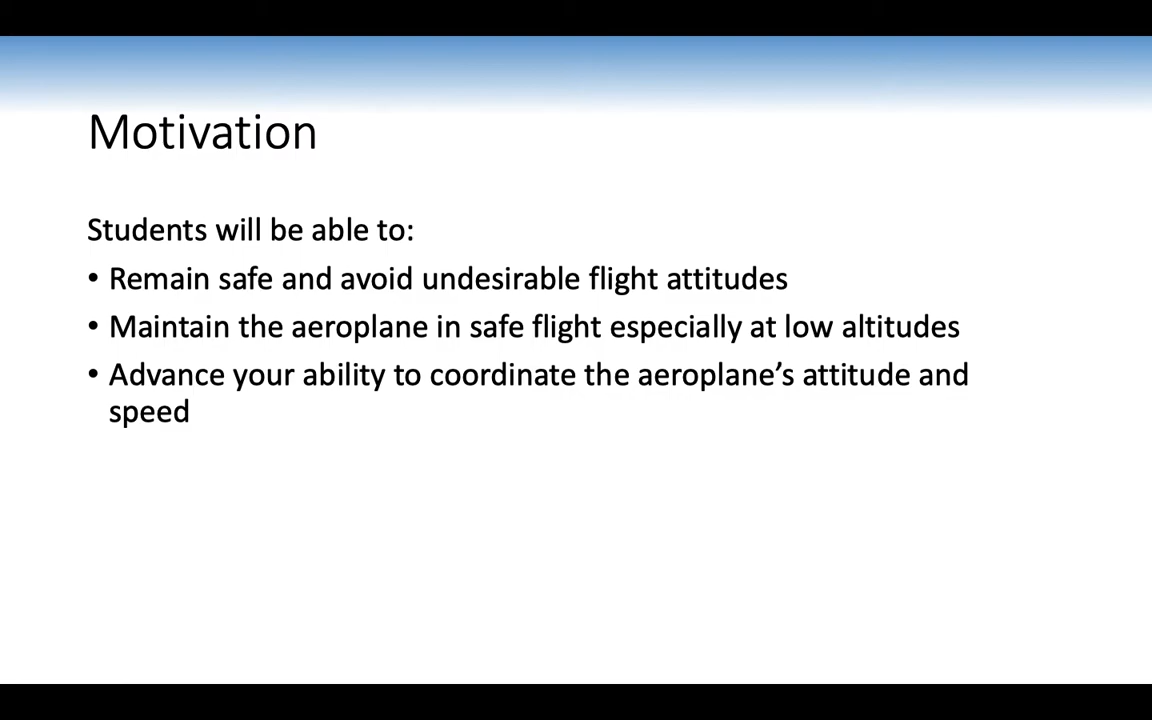 Motivation
Students will be able to:
• Remain safe and avoid undesirable flight attitudes
• Maintain the aeroplane in safe flight especially at low altitudes
• Advance your ability to coordinate the aeroplane’s attitude and
speed